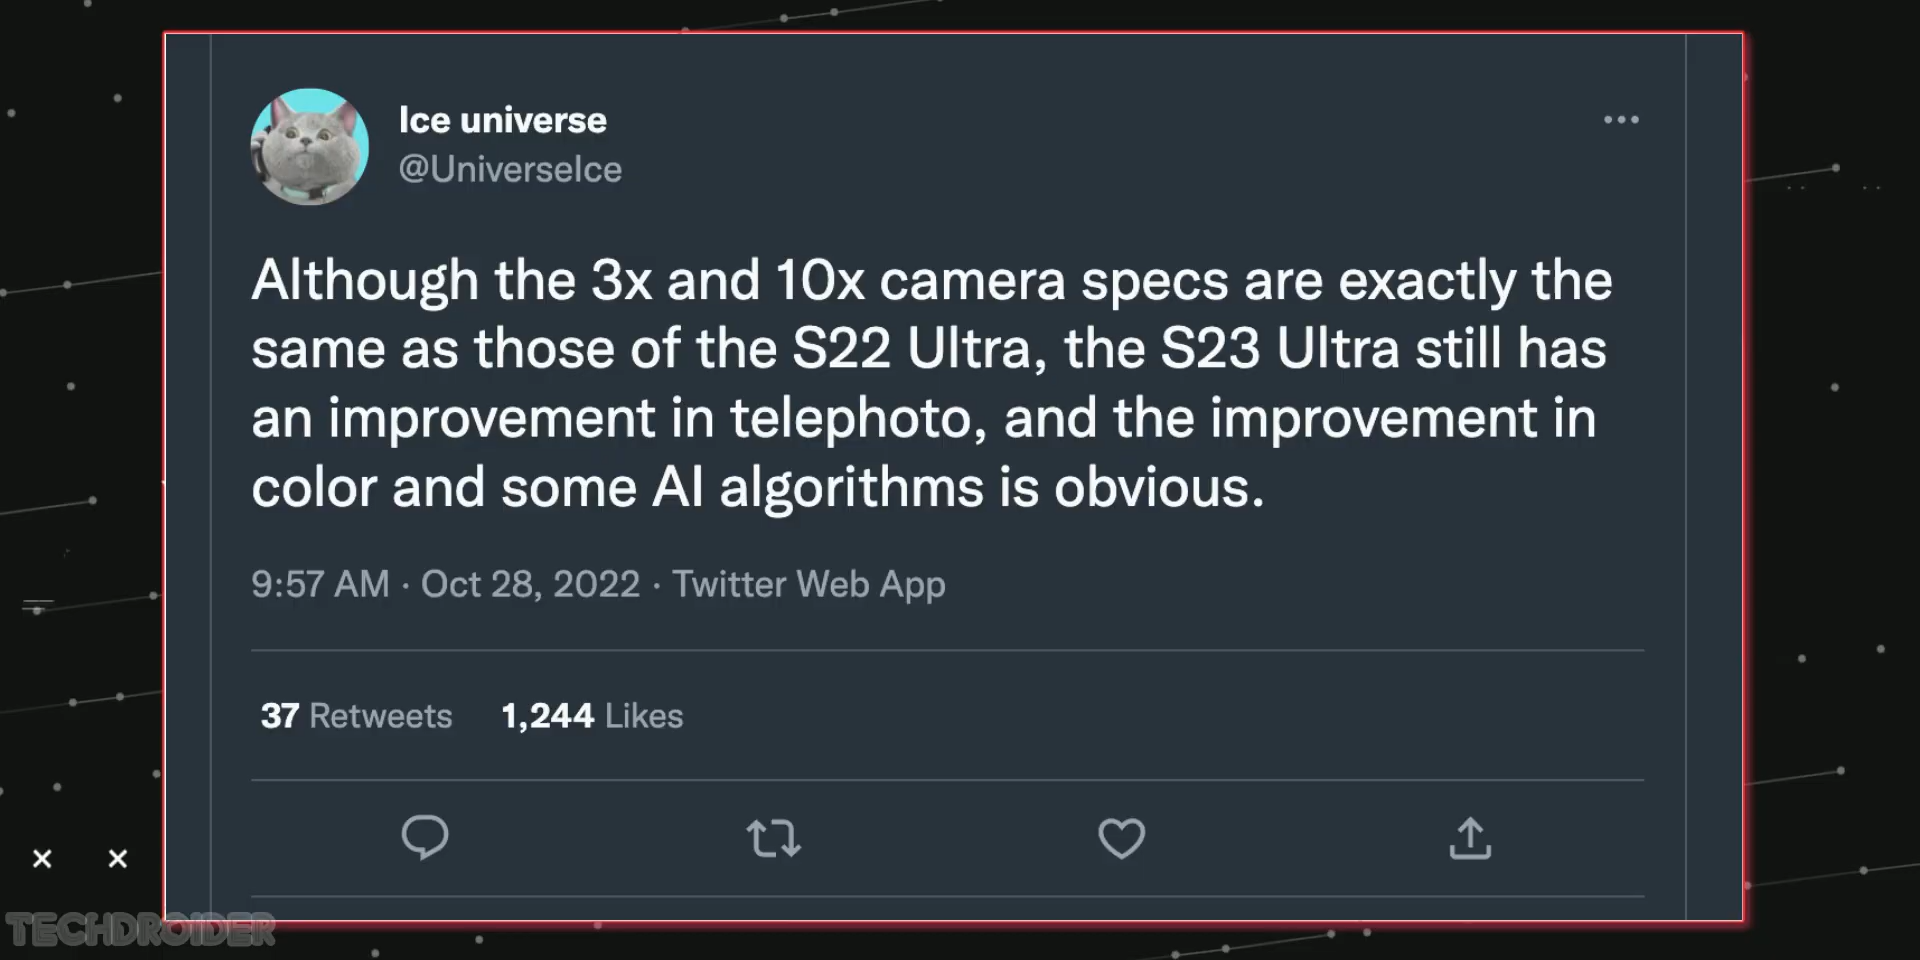 Ice universe
@UniverseIce
Although the 3x and 10x camera specs are exactly the
same as those of the S22 Ultra, the S23 Ultra still has
an improvement in telephoto, and the improvement in
color and some AI algorithms is obvious.
9:57 AM · Oct 28, 2022 · Twitter Web App
37 Retweets 1,244 Likes
TECHDROIDER